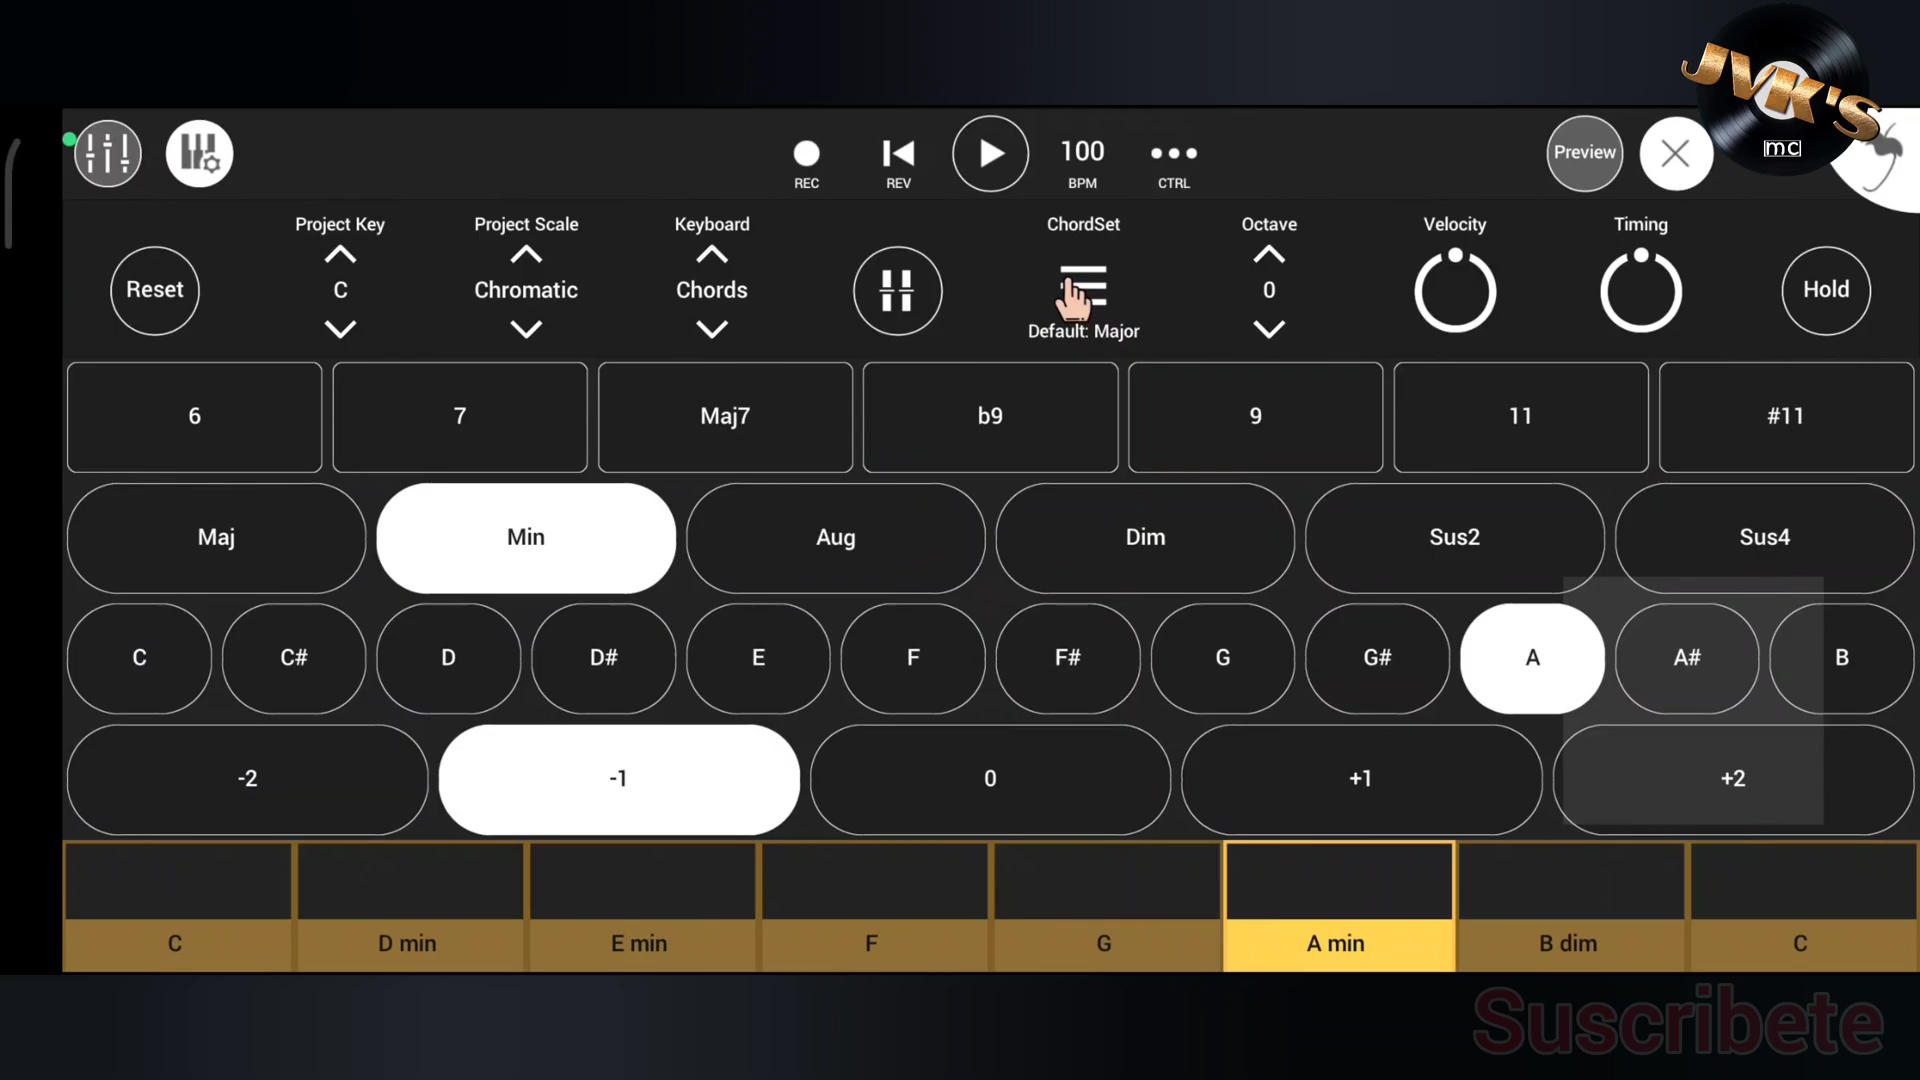 JVK'S
mc
REC
REV
100
BPM
CTRL
Preview
Project Key
Project Scale
Keyboard
ChordSet
Octave
Velocity
Timing
Reset
C
Chromatic
Chords
Default: Major
0
Hold
6
7
Maj7
b9
9
11
#11
Maj
Min
Aug
Dim
Sus2
Sus4
C
C#
D
D#
E
F
F#
G
G#
A
A#
B
-2
-1
0
+1
+2
C
D min
E min
F
G
A min
B dim
C
Suscribete